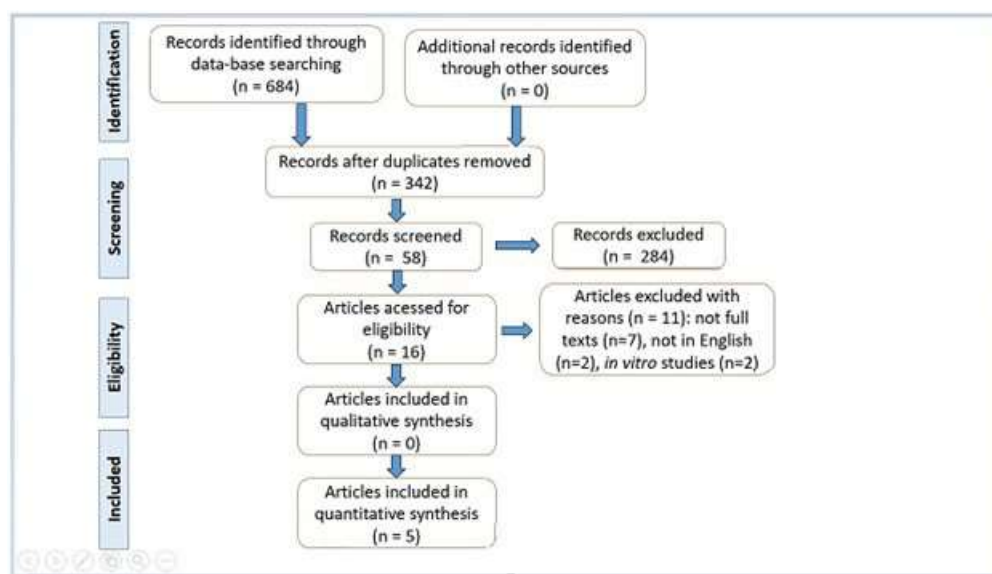 Identification
Records identified through
data-base searching
(n = 684)
Additional records identified
through other sources
(n = 0)
Screening
Records after duplicates removed
(n = 342)
Records screened
(n = 58)
Records excluded
(n = 284)
Eligibility
Articles acessed for
eligibility
(n = 16)
Articles excluded with
reasons (n = 11): not full
texts (n=7), not in English
(n=2), in vitro studies (n=2)
Articles included in
qualitative synthesis
(n = 0)
Included
Articles included in
quantitative synthesis
(n = 5)